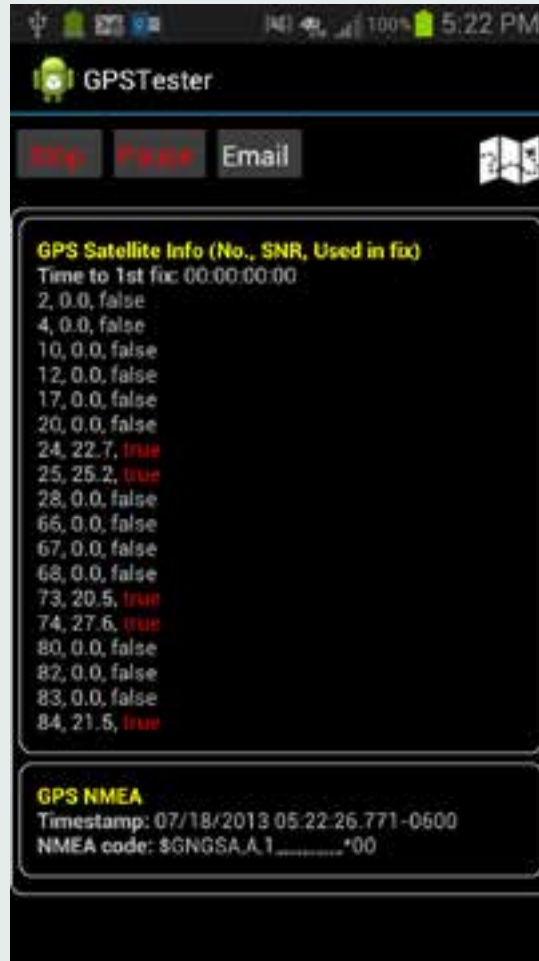 100% 5:22 PM
GPSTester
Stop Pause Email
GPS Satellite Info (No., SNR, Used in fix)
Time to 1st fix: 00:00:00:00
2, 0.0, false
4, 0.0, false
10, 0.0, false
12, 0.0, false
17, 0.0, false
20, 0.0, false
24, 22.7, true
25, 25.2, true
28, 0.0, false
66, 0.0, false
67, 0.0, false
68, 0.0, false
73, 20.5, true
74, 27.6, true
80, 0.0, false
82, 0.0, false
83, 0.0, false
84, 21.5, true
GPS NMEA
Timestamp: 07/18/2013 05:22:26.771-0600
NMEA code: $GNGSA,A,1,,,,,,,,,,,,,,,*00